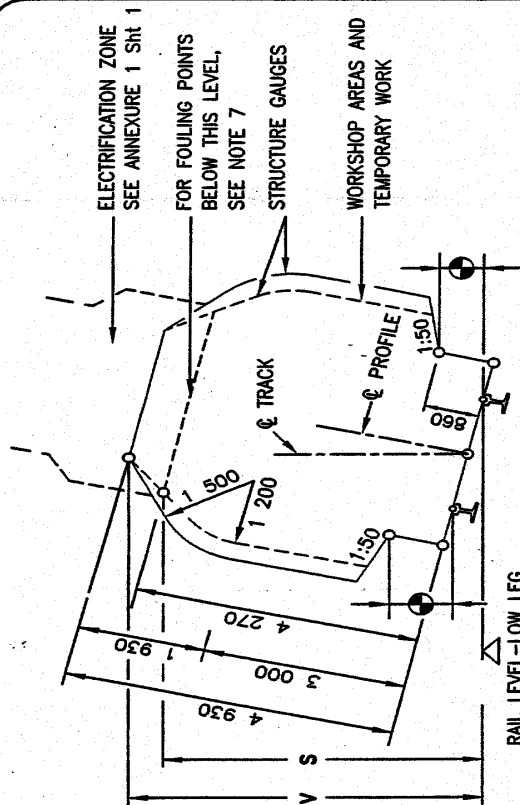 ELECTRIFICATION ZONE
SEE ANNEXURE 1 Sht 1
FOR FOULING POINTS
BELOW THIS LEVEL,
SEE NOTE 7
STRUCTURE GAUGES
WORKSHOP AREAS AND
TEMPORARY WORK
1 500
1 200
℄ TRACK
℄ PROFILE
1:50
1:50
860
4 270
1 930
3 000
4 930
S
V
RAIL LEVEL-LOW LEG